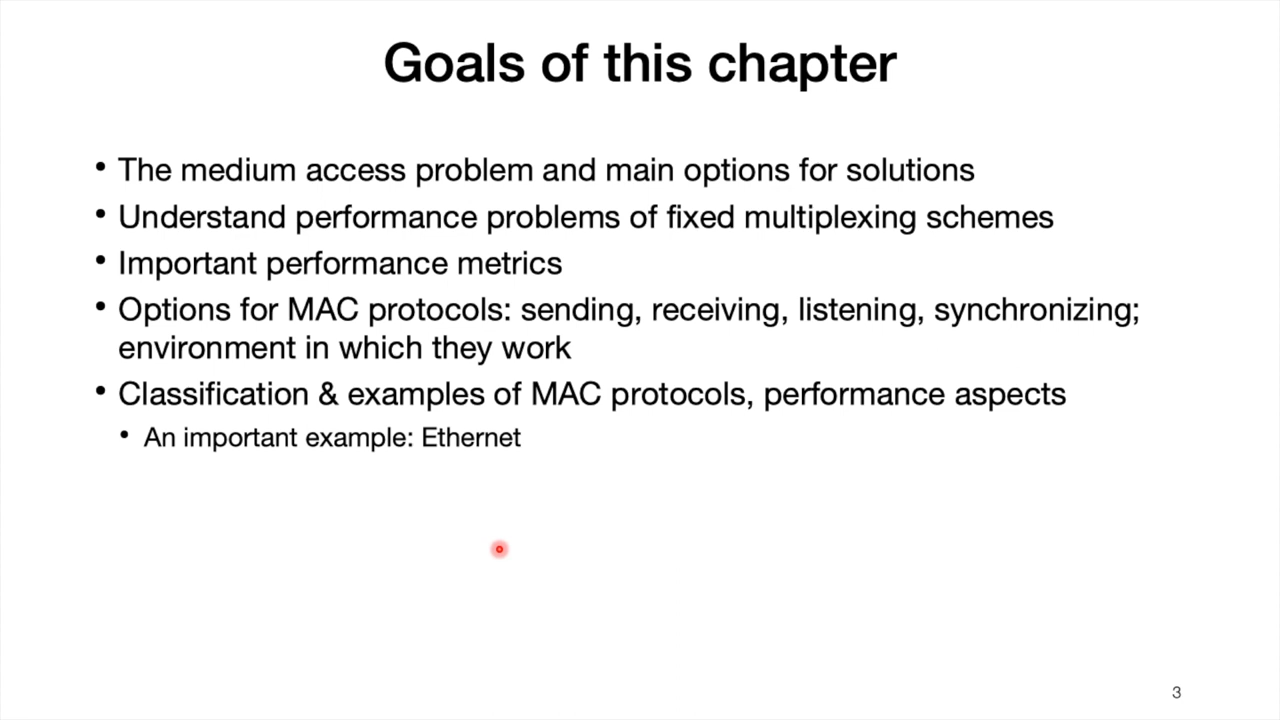 Goals of this chapter
• The medium access problem and main options for solutions
• Understand performance problems of fixed multiplexing schemes
• Important performance metrics
• Options for MAC protocols: sending, receiving, listening, synchronizing;
environment in which they work
• Classification & examples of MAC protocols, performance aspects
• An important example: Ethernet
3